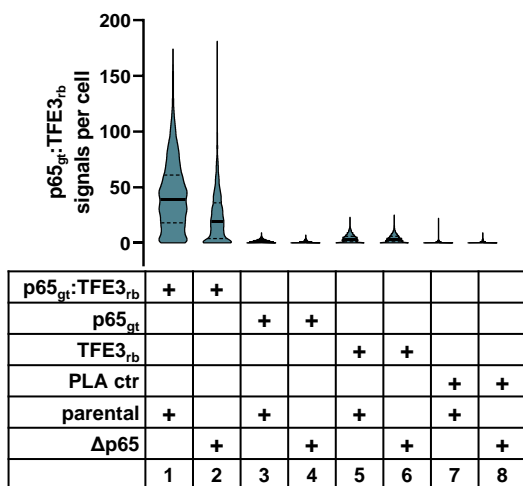 200
150
100
50
0
p65gt:TFE3rb
signals per cell
p65gt:TFE3rb + +
p65gt + +
TFE3rb + +
PLA ctr + +
parental + + + +
Δp65 + + + +
1 2 3 4 5 6 7 8